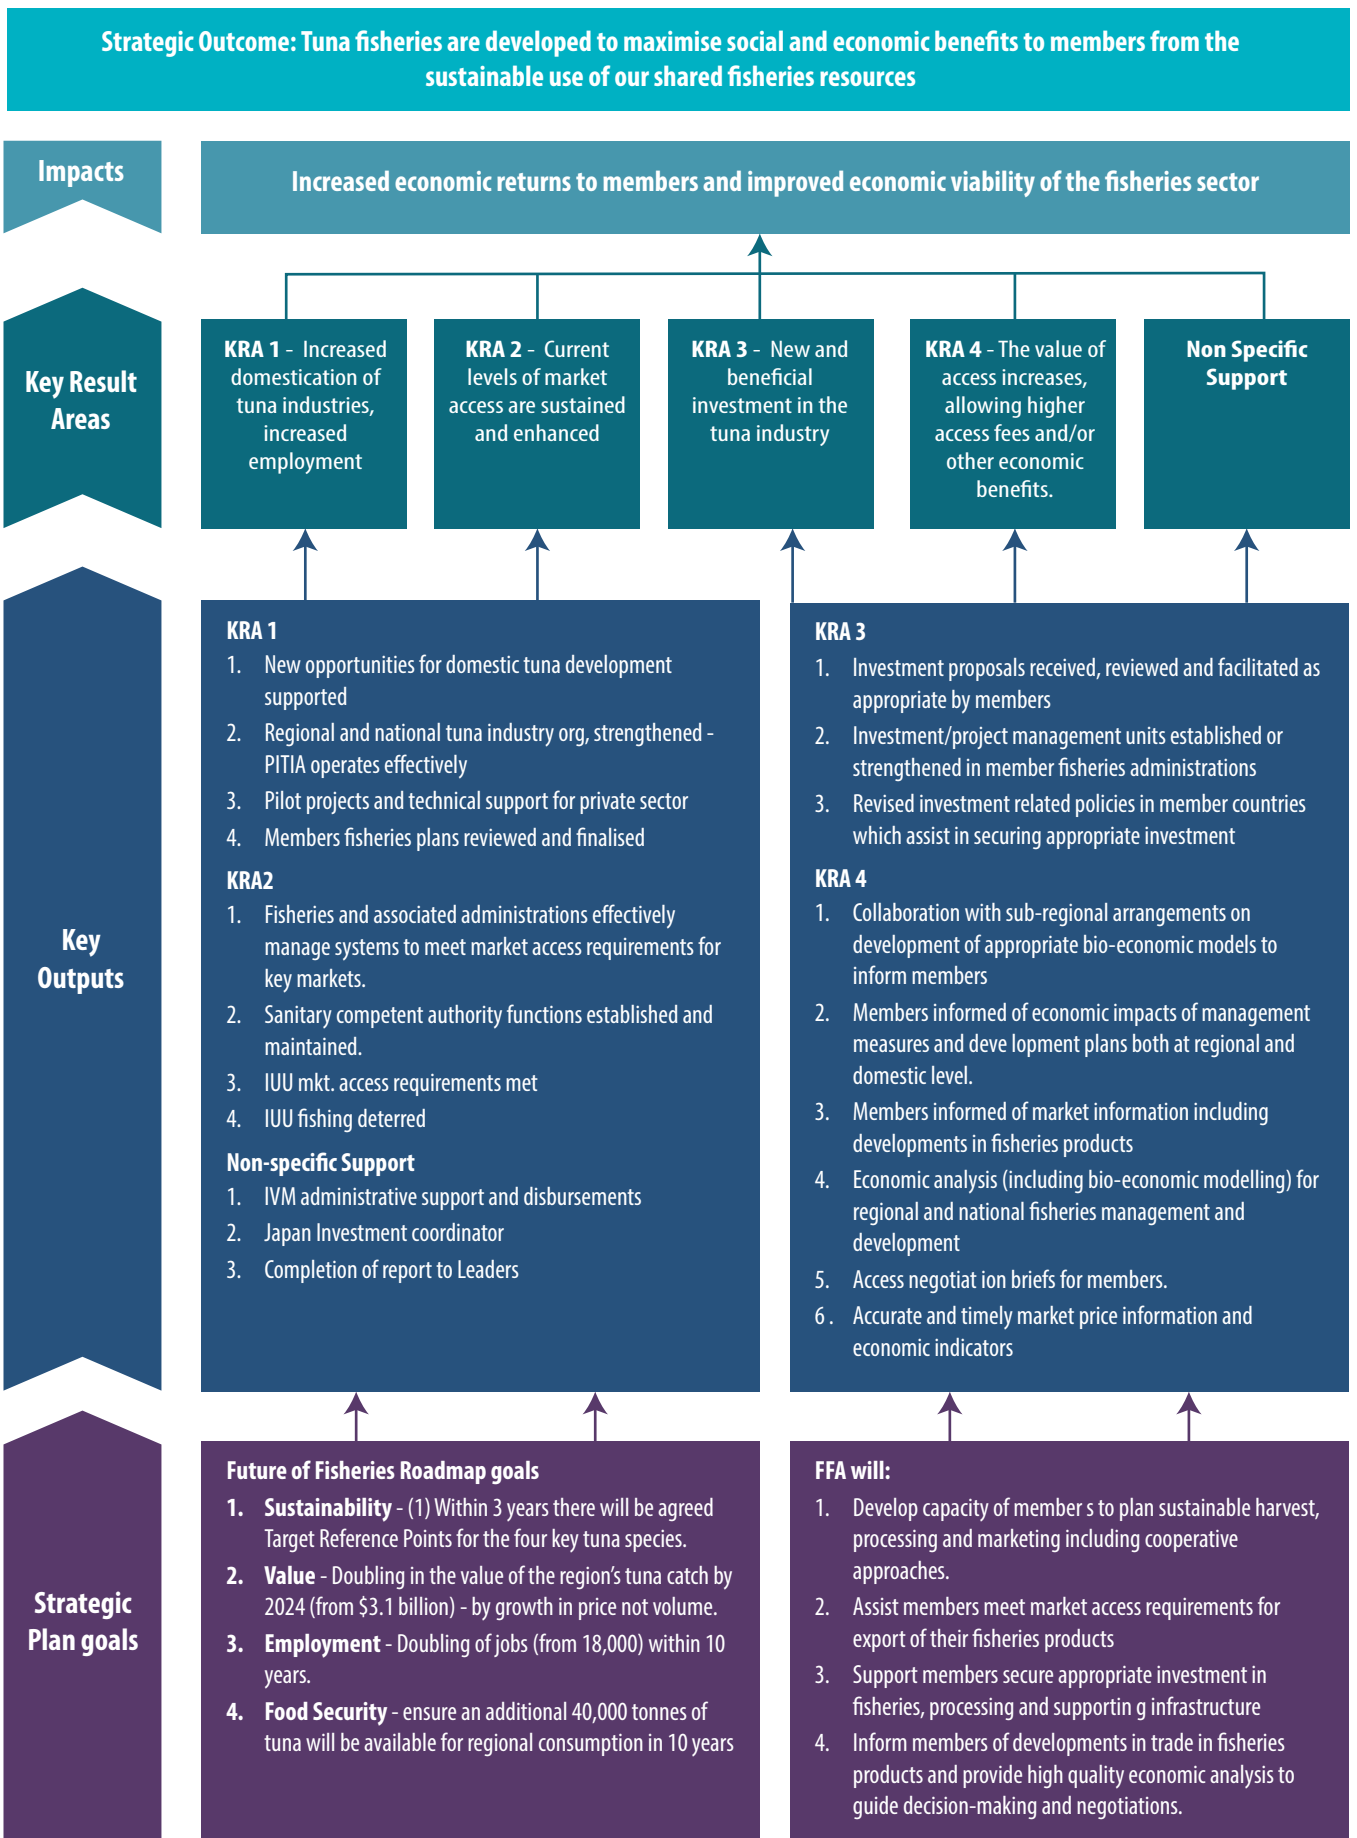 Strategic Outcome: Tuna fisheries are developed to maximise social and economic benefits to members from the
sustainable use of our shared fisheries resources
Impacts
Increased economic returns to members and improved economic viability of the fisheries sector
Key Result
Areas
KRA 1 - Increased
domestication of
tuna industries,
increased
employment
KRA 2 - Current
levels of market
access are sustained
and enhanced
KRA 3 - New and
beneficial
investment in the
tuna industry
KRA 4 - The value of
access increases,
allowing higher
access fees and/or
other economic
benefits.
Non Specific
Support
Key
Outputs
KRA 1
1. New opportunities for domestic tuna development
supported
2. Regional and national tuna industry org, strengthened -
PITIA operates effectively
3. Pilot projects and technical support for private sector
4. Members fisheries plans reviewed and finalised
KRA2
1. Fisheries and associated administrations effectively
manage systems to meet market access requirements for
key markets.
2. Sanitary competent authority functions established and
maintained.
3. IUU mkt. access requirements met
4. IUU fishing deterred
Non-specific Support
1. IVM administrative support and disbursements
2. Japan Investment coordinator
3. Completion of report to Leaders
KRA 3
1. Investment proposals received, reviewed and facilitated as
appropriate by members
2. Investment/project management units established or
strengthened in member fisheries administrations
3. Revised investment related policies in member countries
which assist in securing appropriate investment
KRA 4
1. Collaboration with sub-regional arrangements on
development of appropriate bio-economic models to
inform members
2. Members informed of economic impacts of management
measures and deve lopment plans both at regional and
domestic level.
3. Members informed of market information including
developments in fisheries products
4. Economic analysis (including bio-economic modelling) for
regional and national fisheries management and
development
5. Access negotiat ion briefs for members.
6 . Accurate and timely market price information and
economic indicators
Strategic
Plan goals
Future of Fisheries Roadmap goals
1. Sustainability - (1) Within 3 years there will be agreed
Target Reference Points for the four key tuna species.
2. Value - Doubling in the value of the region's tuna catch by
2024 (from $3.1 billion) - by growth in price not volume.
3. Employment - Doubling of jobs (from 18,000) within 10
years.
4. Food Security - ensure an additional 40,000 tonnes of
tuna will be available for regional consumption in 10 years
FFA will:
1. Develop capacity of member s to plan sustainable harvest,
processing and marketing including cooperative
approaches.
2. Assist members meet market access requirements for
export of their fisheries products
3. Support members secure appropriate investment in
fisheries, processing and supportin g infrastructure
4. Inform members of developments in trade in fisheries
products and provide high quality economic analysis to
guide decision-making and negotiations.